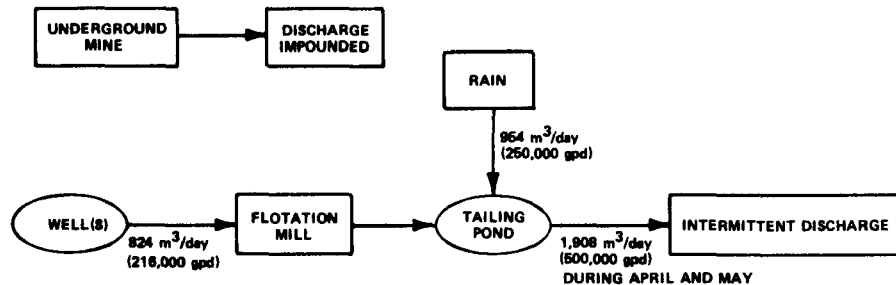 UNDERGROUND
MINE
DISCHARGE
IMPOUNDED
RAIN
954 m³/day
(250,000 gpd)
WELL(S)
824 m³/day
(216,000 gpd)
FLOTATION
MILL
TAILING
POND
1,908 m³/day
(500,000 gpd)
DURING APRIL AND MAY
INTERMITTENT DISCHARGE